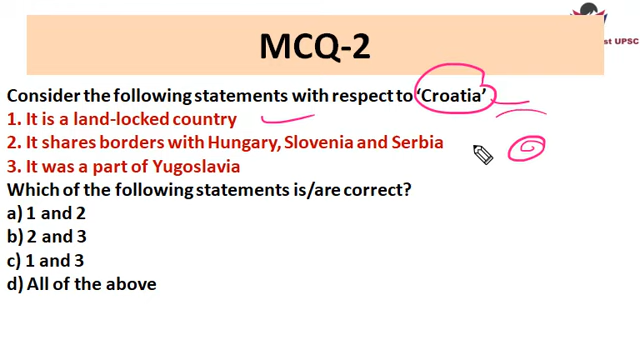 MCQ-2
st UPSC
Consider the following statements with respect to 'Croatia'
1. It is a land-locked country
2. It shares borders with Hungary, Slovenia and Serbia
3. It was a part of Yugoslavia
Which of the following statements is/are correct?
a) 1 and 2
b) 2 and 3
c) 1 and 3
d) All of the above